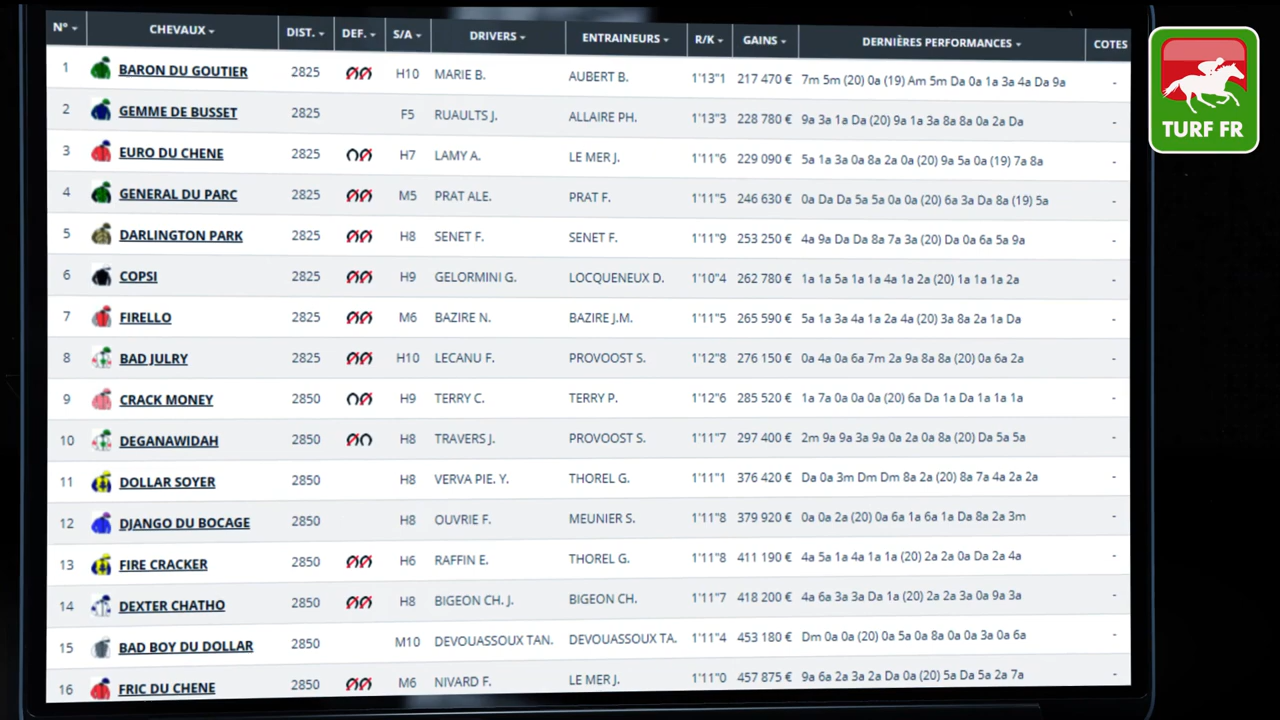 N° CHEVAUX DIST. DEF. S/A DRIVERS ENTRAINEURS R/K GAINS DERNIÈRES PERFORMANCES COTES
1 BARON DU GOUTIER 2825 H10 MARIE B. AUBERT B. 1'13"1 217 470 € 7m 5m (20) 0a (19) Am 5m Da 0a 1a 3a 4a Da 9a -
2 GEMME DE BUSSET 2825 F5 RUAULTS J. ALLAIRE PH. 1'13"3 228 780 € 9a 3a 1a Da (20) 9a 1a 3a 8a 8a 0a 2a Da -
3 EURO DU CHENE 2825 H7 LAMY A. LE MER J. 1'11"6 229 090 € 5a 1a 3a 0a 8a 2a 0a (20) 9a 5a 0a (19) 7a 8a -
4 GENERAL DU PARC 2825 M5 PRAT ALE. PRAT F. 1'11"5 246 630 € 0a Da Da 5a 5a 0a 0a (20) 6a 3a Da 8a (19) 5a -
5 DARLINGTON PARK 2825 H8 SENET F. SENET F. 1'11"9 253 250 € 4a 9a Da Da 8a 7a 3a (20) Da 0a 6a 5a 9a -
6 COPSI 2825 H9 GELORMINI G. LOCQUENEUX D. 1'10"4 262 780 € 1a 1a 5a 1a 1a 4a 1a 2a (20) 1a 1a 1a 2a -
7 FIRELLO 2825 M6 BAZIRE N. BAZIRE J.M. 1'11"5 265 590 € 5a 1a 3a 4a 1a 2a 4a (20) 3a 8a 2a 1a Da -
8 BAD JULRY 2825 H10 LECANU F. PROVOOST S. 1'12"8 276 150 € 0a 4a 0a 6a 7m 2a 9a 8a 8a (20) 0a 6a 2a -
9 CRACK MONEY 2850 H9 TERRY C. TERRY P. 1'12"6 285 520 € 1a 7a 0a 0a 0a (20) 6a Da 1a Da 1a 1a 1a -
10 DEGANAWIDAH 2850 H8 TRAVERS J. PROVOOST S. 1'11"7 297 400 € 2m 9a 9a 3a 9a 0a 2a 0a 8a (20) Da 5a 5a -
11 DOLLAR SOYER 2850 H8 VERVA PIE. Y. THOREL G. 1'11"1 376 420 € Da 0a 3m Dm Dm 8a 2a (20) 8a 7a 4a 2a 2a -
12 DJANGO DU BOCAGE 2850 H8 OUVRIE F. MEUNIER S. 1'11"8 379 920 € 0a 0a 2a (20) 0a 6a 1a 6a 1a Da 8a 2a 3m -
13 FIRE CRACKER 2850 H6 RAFFIN E. THOREL G. 1'11"8 411 190 € 4a 5a 1a 4a 1a 1a (20) 2a 2a 0a Da 2a 4a -
14 DEXTER CHATHO 2850 H8 BIGEON CH. J. BIGEON CH. 1'11"7 418 200 € 4a 6a 3a 3a Da 1a (20) 2a 2a 3a 0a 9a 3a -
15 BAD BOY DU DOLLAR 2850 M10 DEVOUASSOUX TAN. DEVOUASSOUX TA. 1'11"4 453 180 € Dm 0a 0a (20) 0a 5a 0a 8a 0a 0a 3a 0a 6a -
16 FRIC DU CHENE 2850 M6 NIVARD F. LE MER J. 1'11"0 457 875 € 9a 6a 2a 3a 2a Da 0a (20) 5a Da 5a 2a 7a -
TURF FR